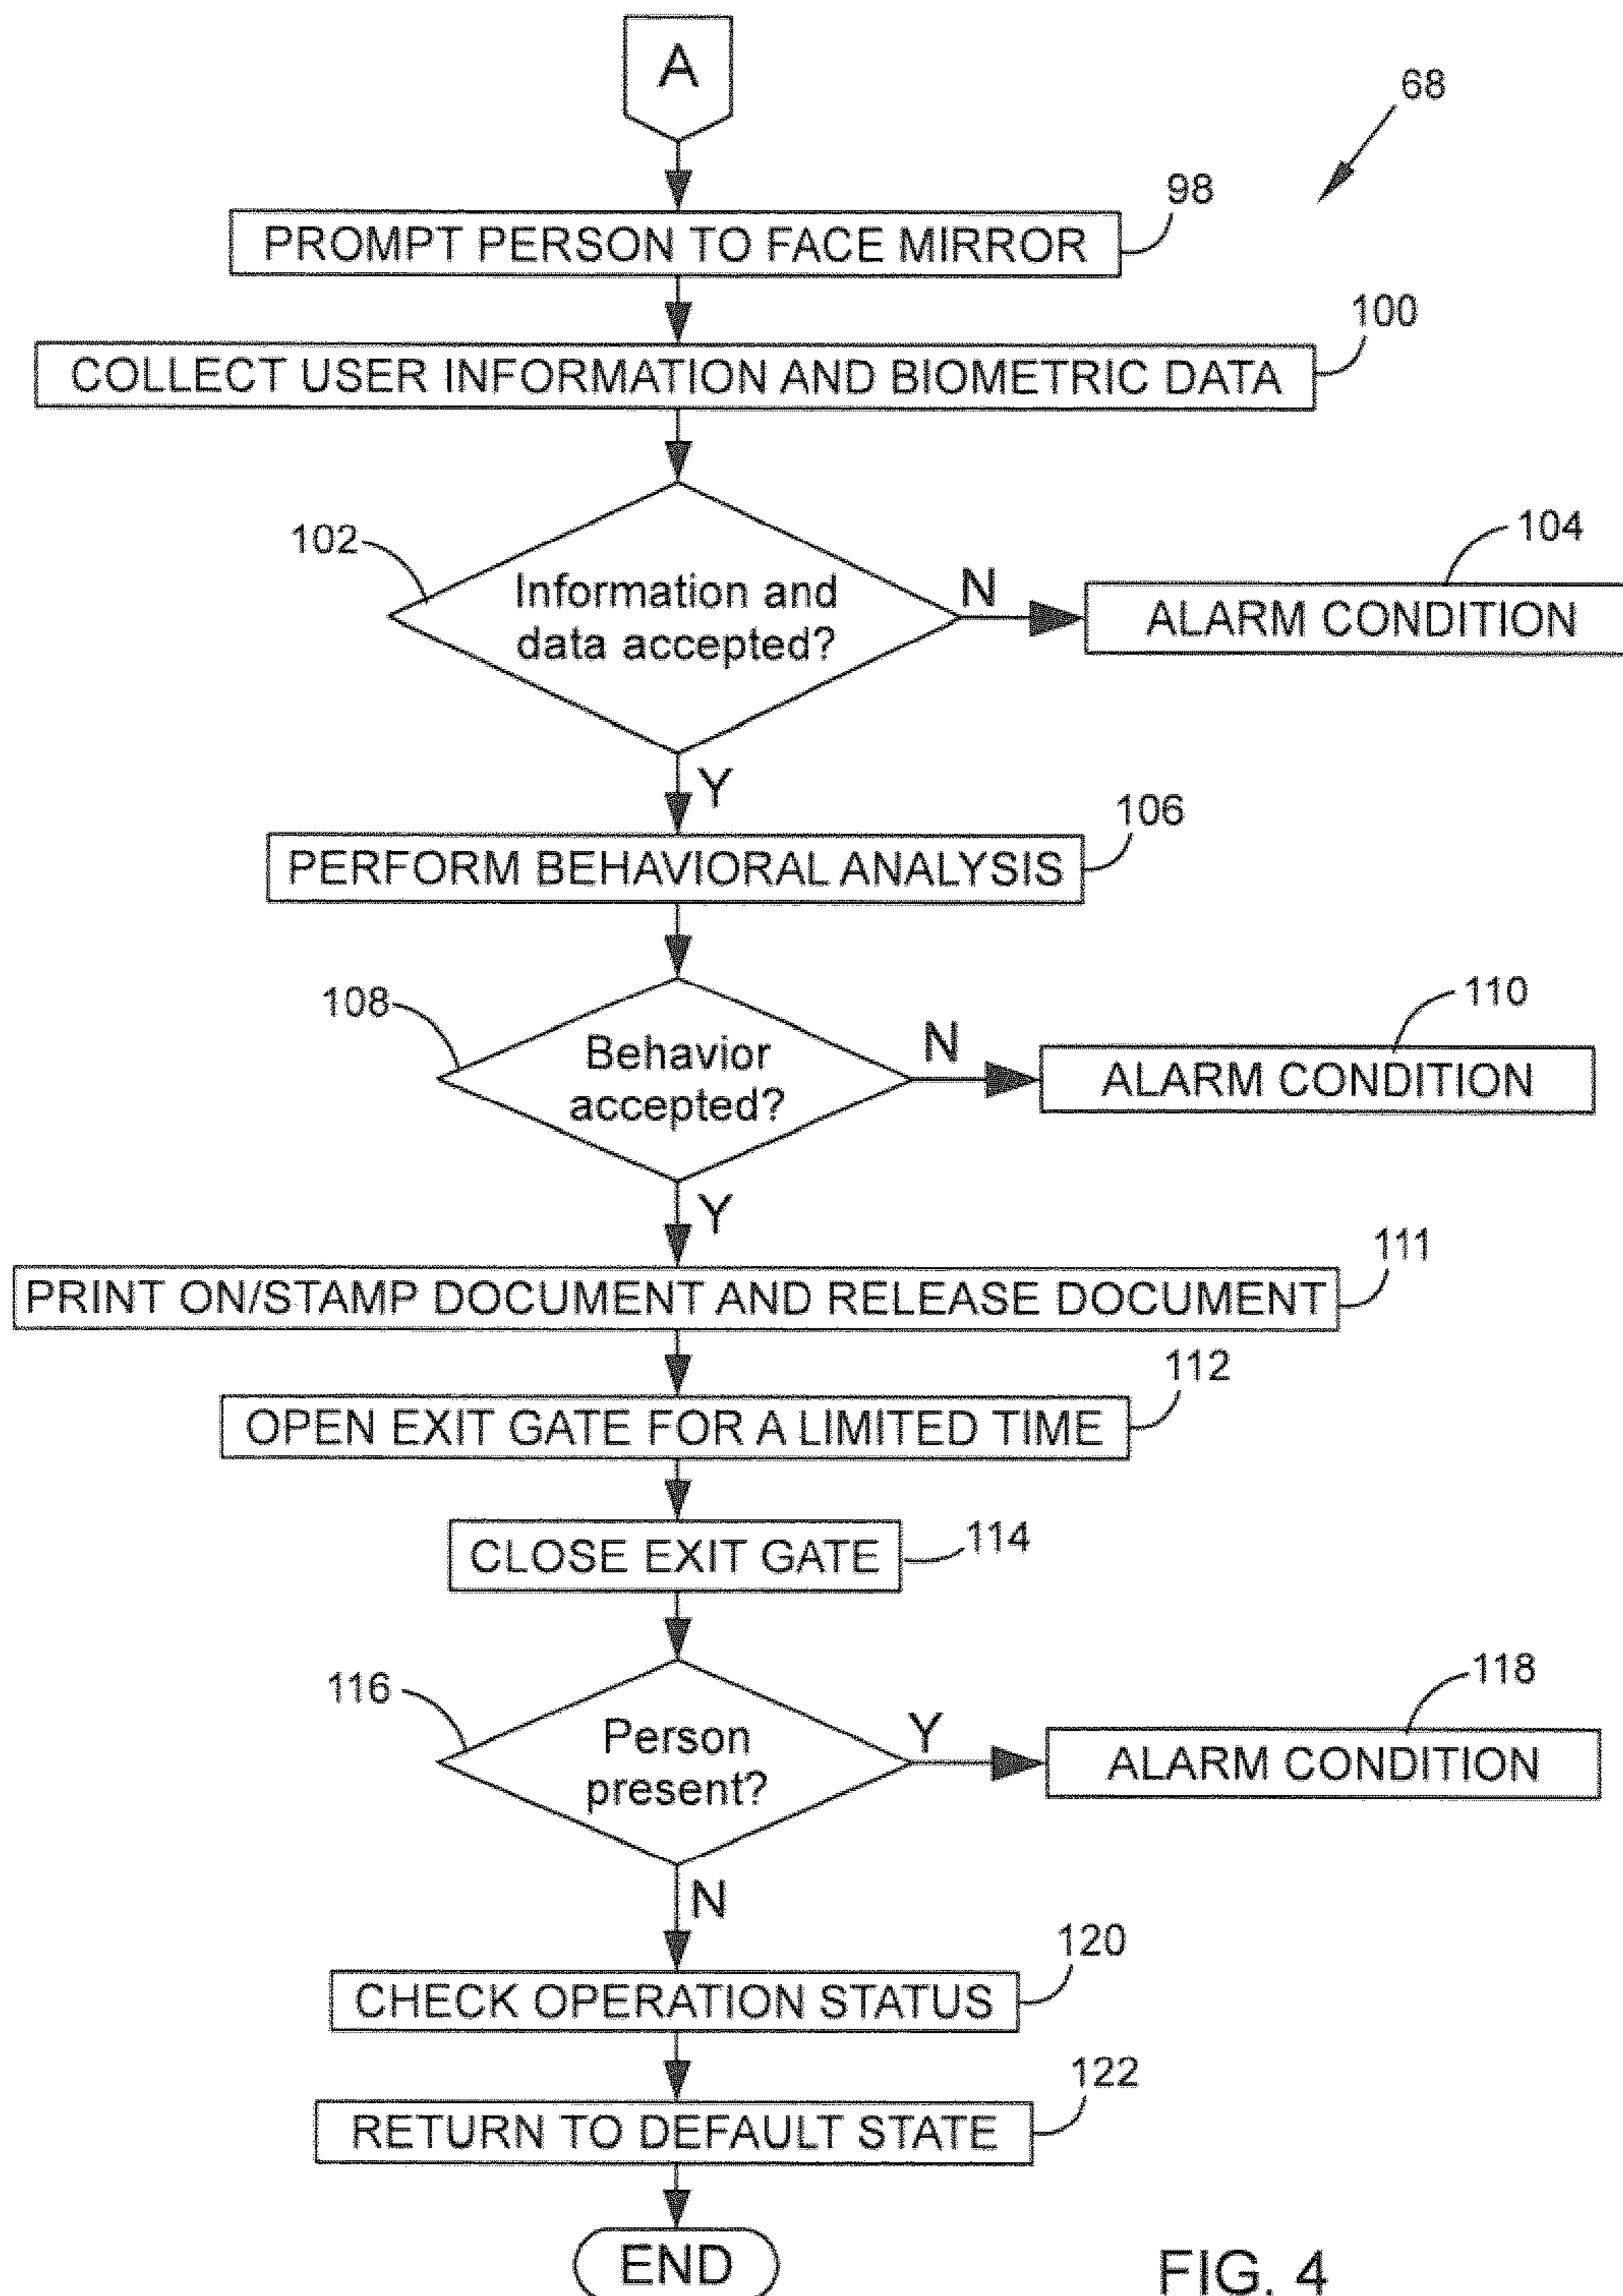 A
68
98
PROMPT PERSON TO FACE MIRROR
100
COLLECT USER INFORMATION AND BIOMETRIC DATA
102
Information and
data accepted?
N
104
ALARM CONDITION
Y
106
PERFORM BEHAVIORAL ANALYSIS
108
Behavior
accepted?
N
110
ALARM CONDITION
Y
111
PRINT ON/STAMP DOCUMENT AND RELEASE DOCUMENT
112
OPEN EXIT GATE FOR A LIMITED TIME
CLOSE EXIT GATE
114
116
Person
present?
Y
118
ALARM CONDITION
N
120
CHECK OPERATION STATUS
122
RETURN TO DEFAULT STATE
END
FIG. 4